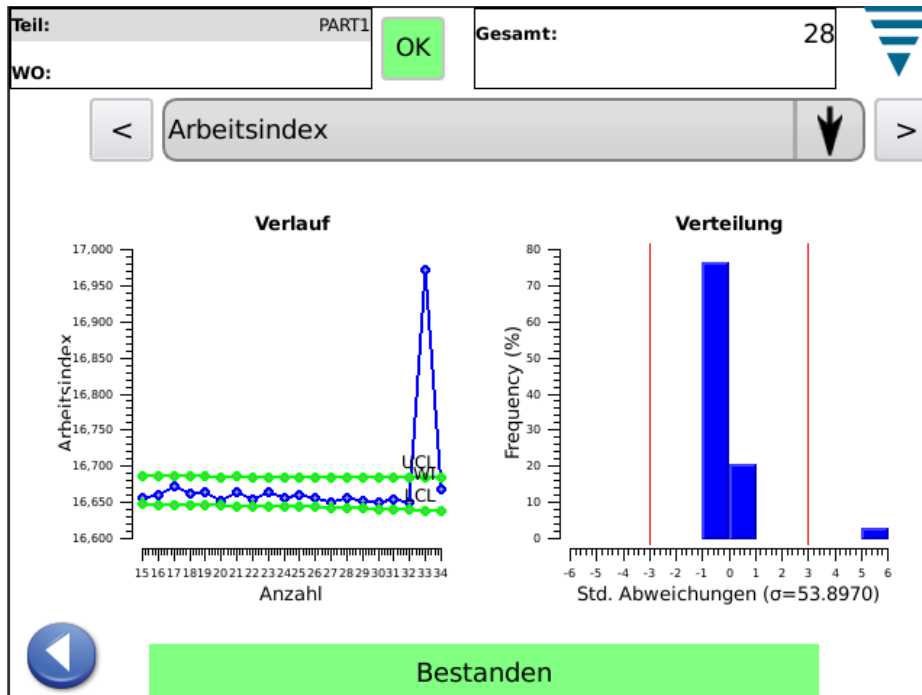 Teil: PART1
WO:
OK
Gesamt: 28
<
Arbeitsindex
>
Verlauf
17,000
16,950
16,900
16,850
16,800
16,750
16,700
16,650
16,600
Arbeitsindex
UCL
WI
LCL
15 16 17 18 19 20 21 22 23 24 25 26 27 28 29 30 31 32 33 34
Anzahl
Verteilung
80
70
60
50
40
30
20
10
0
Frequency (%)
-6 -5 -4 -3 -2 -1 0 1 2 3 4 5 6
Std. Abweichungen (σ=53.8970)
Bestanden